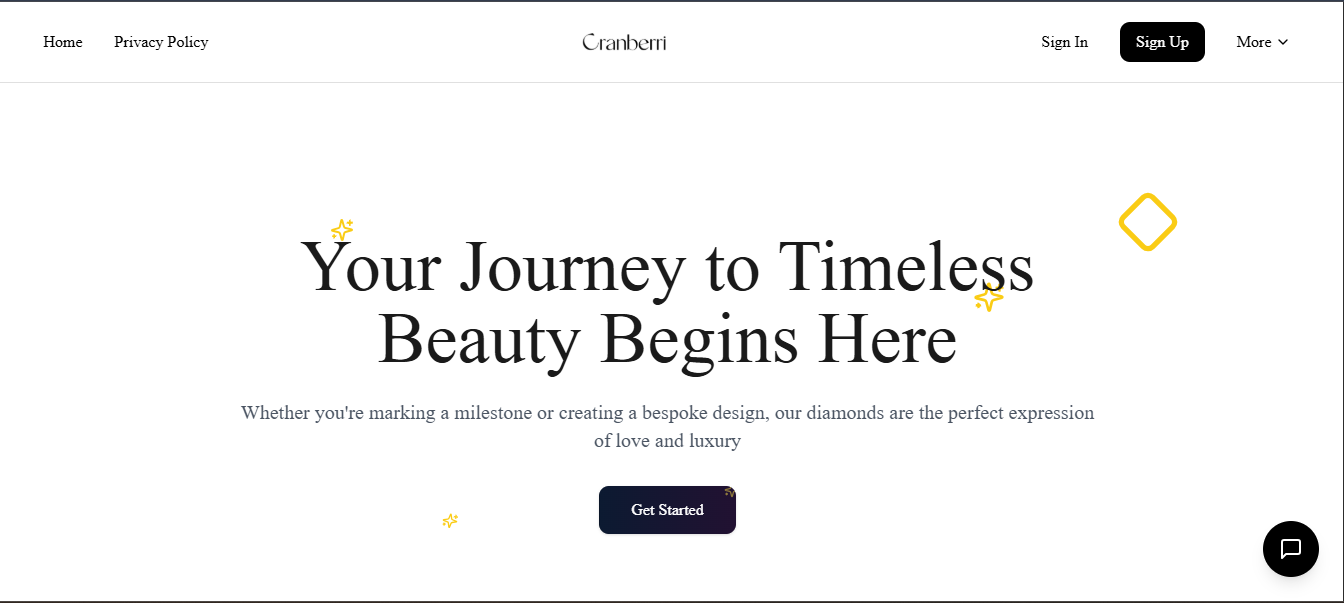 Home
Privacy Policy
Cranberri
Sign In
Sign Up
More
Your Journey to Timeless
Beauty Begins Here
Whether you're marking a milestone or creating a bespoke design, our diamonds are the perfect expression
of love and luxury
Get Started